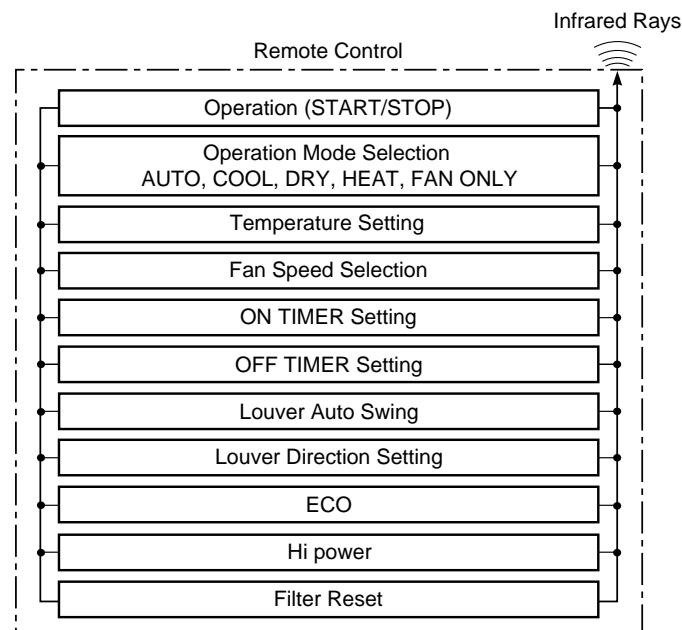 Infrared Rays
Remote Control
Operation (START/STOP)
Operation Mode Selection
AUTO, COOL, DRY, HEAT, FAN ONLY
Temperature Setting
Fan Speed Selection
ON TIMER Setting
OFF TIMER Setting
Louver Auto Swing
Louver Direction Setting
ECO
Hi power
Filter Reset